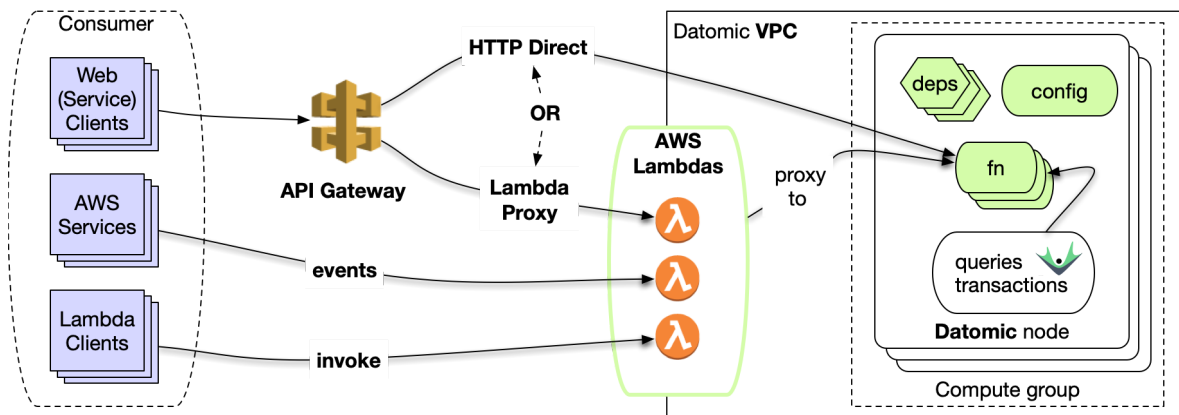 Consumer
Web
(Service)
Clients
AWS
Services
Lambda
Clients
API Gateway
HTTP Direct
OR
Lambda
Proxy
events
invoke
AWS
Lambdas
λ
λ
λ
Datomic VPC
proxy
to
deps
config
fn
queries
transactions
Datomic node
Compute group